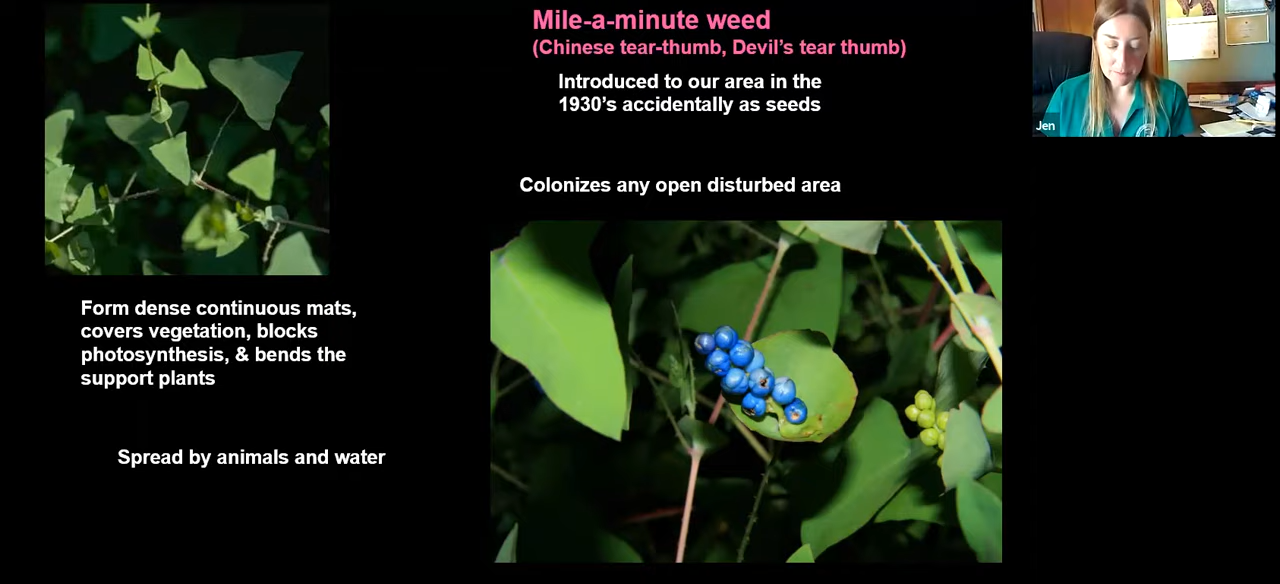 Mile-a-minute weed
(Chinese tear-thumb, Devil's tear thumb)
Introduced to our area in the
1930's accidentally as seeds
Colonizes any open disturbed area
Form dense continuous mats,
covers vegetation, blocks
photosynthesis, & bends the
support plants
Spread by animals and water
Jen